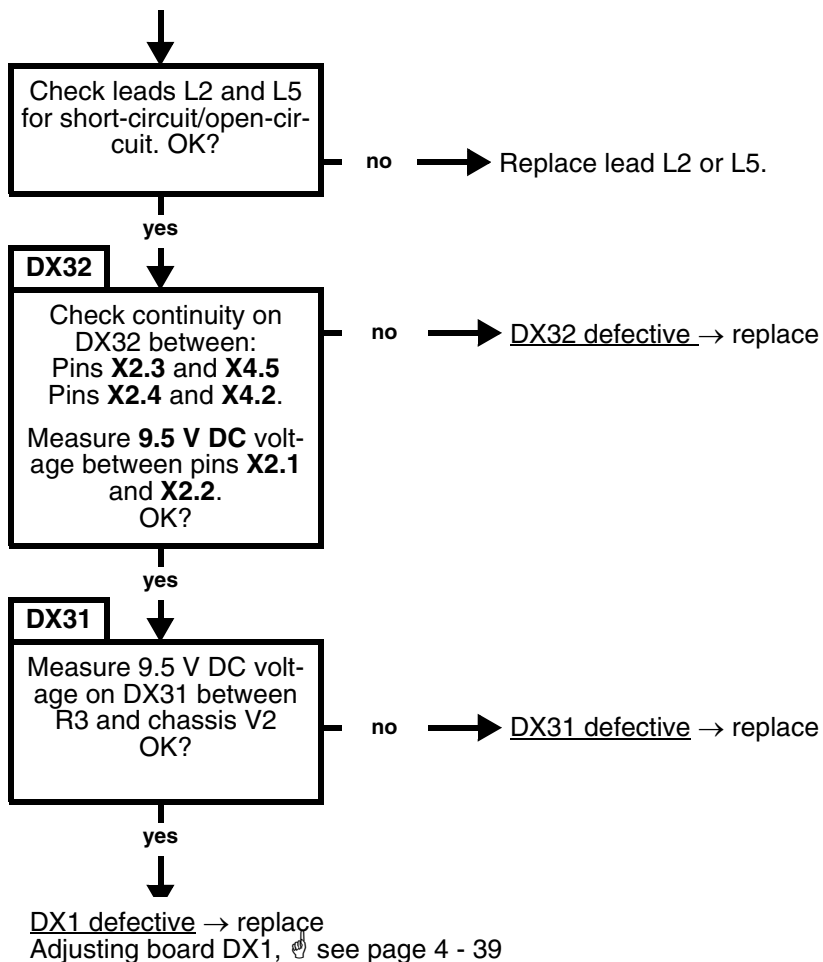 Check leads L2 and L5
for short-circuit/open-cir-
cuit. OK?
no
Replace lead L2 or L5.
yes
DX32
Check continuity on
DX32 between:
Pins X2.3 and X4.5
Pins X2.4 and X4.2.
no
DX32 defective → replace
Measure 9.5 V DC volt-
age between pins X2.1
and X2.2.
OK?
yes
DX31
Measure 9.5 V DC volt-
age on DX31 between
R3 and chassis V2
OK?
no
DX31 defective → replace
yes
DX1 defective → replace
Adjusting board DX1, ☝ see page 4 - 39